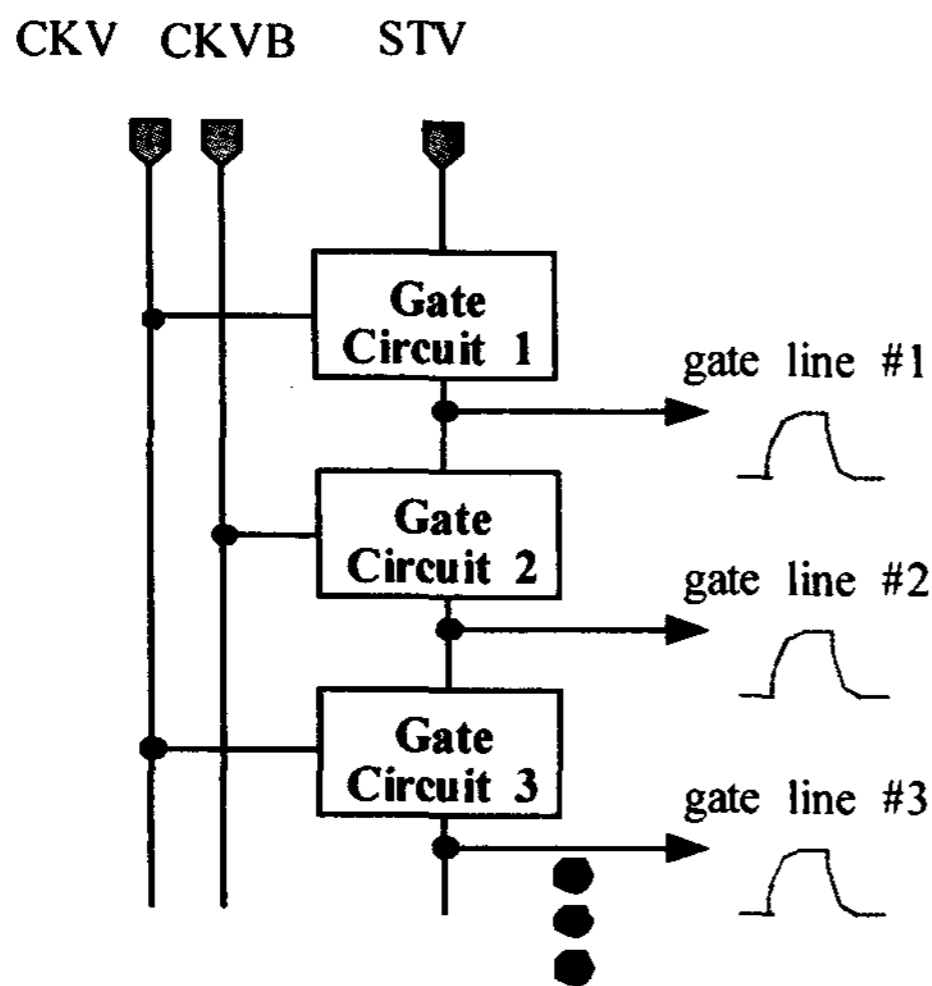 CKV CKVB STV
Gate
Circuit 1
gate line #1
Gate
Circuit 2
gate line #2
Gate
Circuit 3
gate line #3